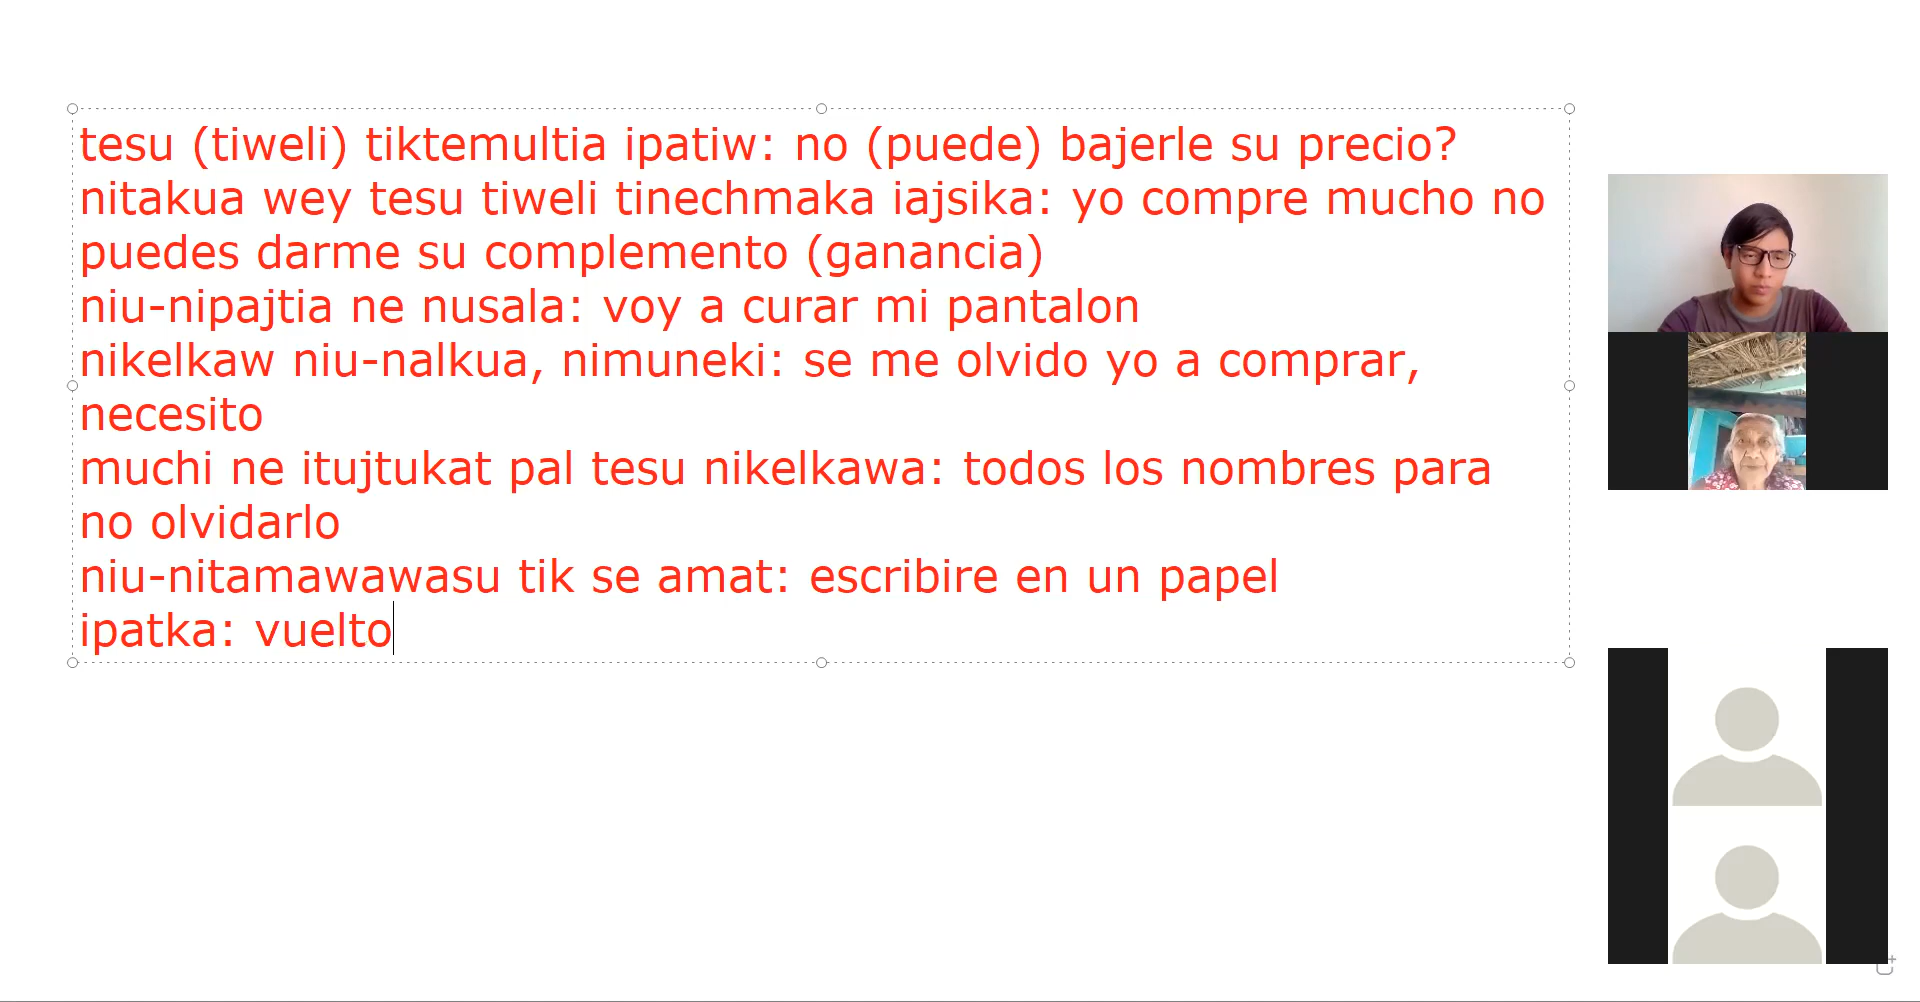 tesu (tiweli) tiktemultia ipatiw: no (puede) bajerle su precio?
nitakua wey tesu tiweli tinechmaka iajsika: yo compre mucho no
puedes darme su complemento (ganancia)
niu-nipajtia ne nusala: voy a curar mi pantalon
nikelkaw niu-nalkua, nimuneki: se me olvido yo a comprar,
necesito
muchi ne itujtukat pal tesu nikelkawa: todos los nombres para
no olvidarlo
niu-nitamawawasu tik se amat: escribire en un papel
ipatka: vuelto